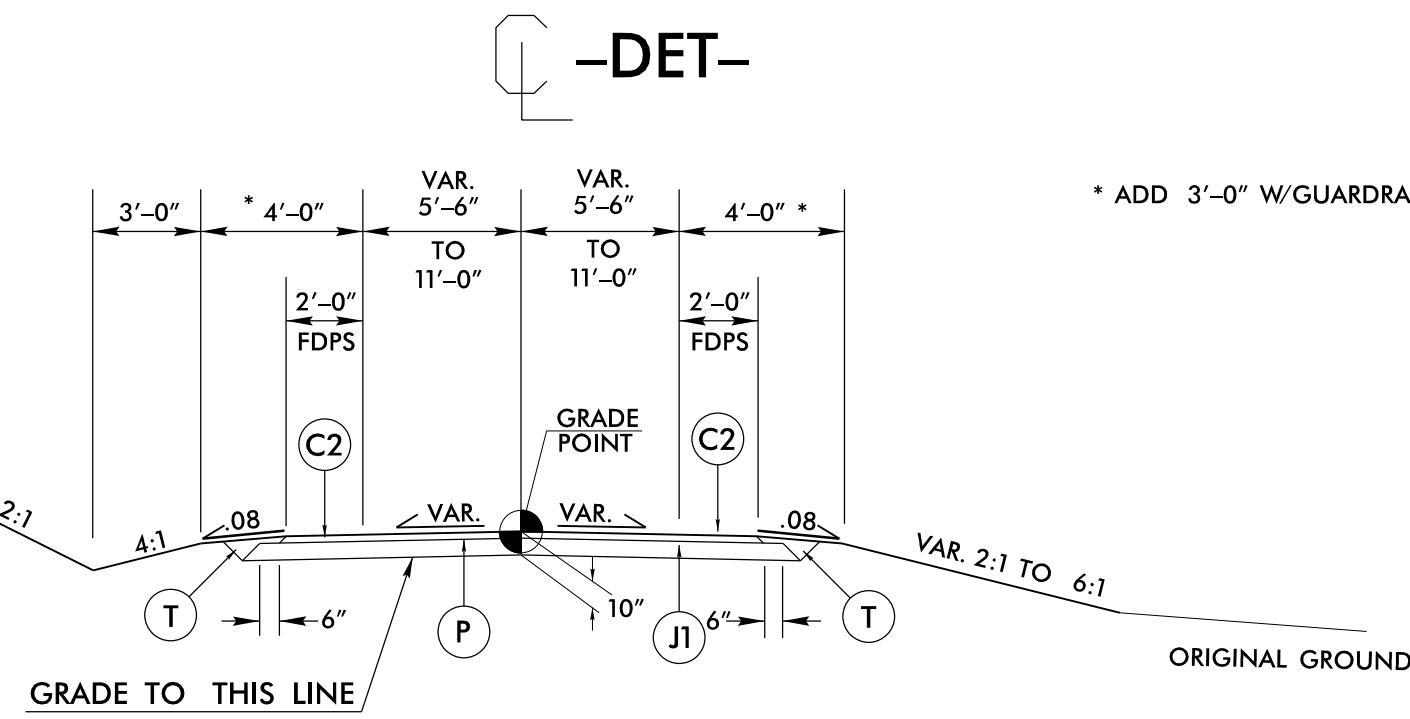 CL –DET–
* ADD 3'–0" W/GUARDRA
3'–0"
* 4'–0"
VAR.
5'–6"
TO
11'–0"
VAR.
5'–6"
TO
11'–0"
4'–0" *
2'–0"
FDPS
2'–0"
FDPS
C2
GRADE
POINT
C2
2:1
4:1
.08
VAR.
VAR.
.08
VAR. 2:1 TO 6:1
T
6"
P
10"
J1
6"
T
ORIGINAL GROUND
GRADE TO THIS LINE